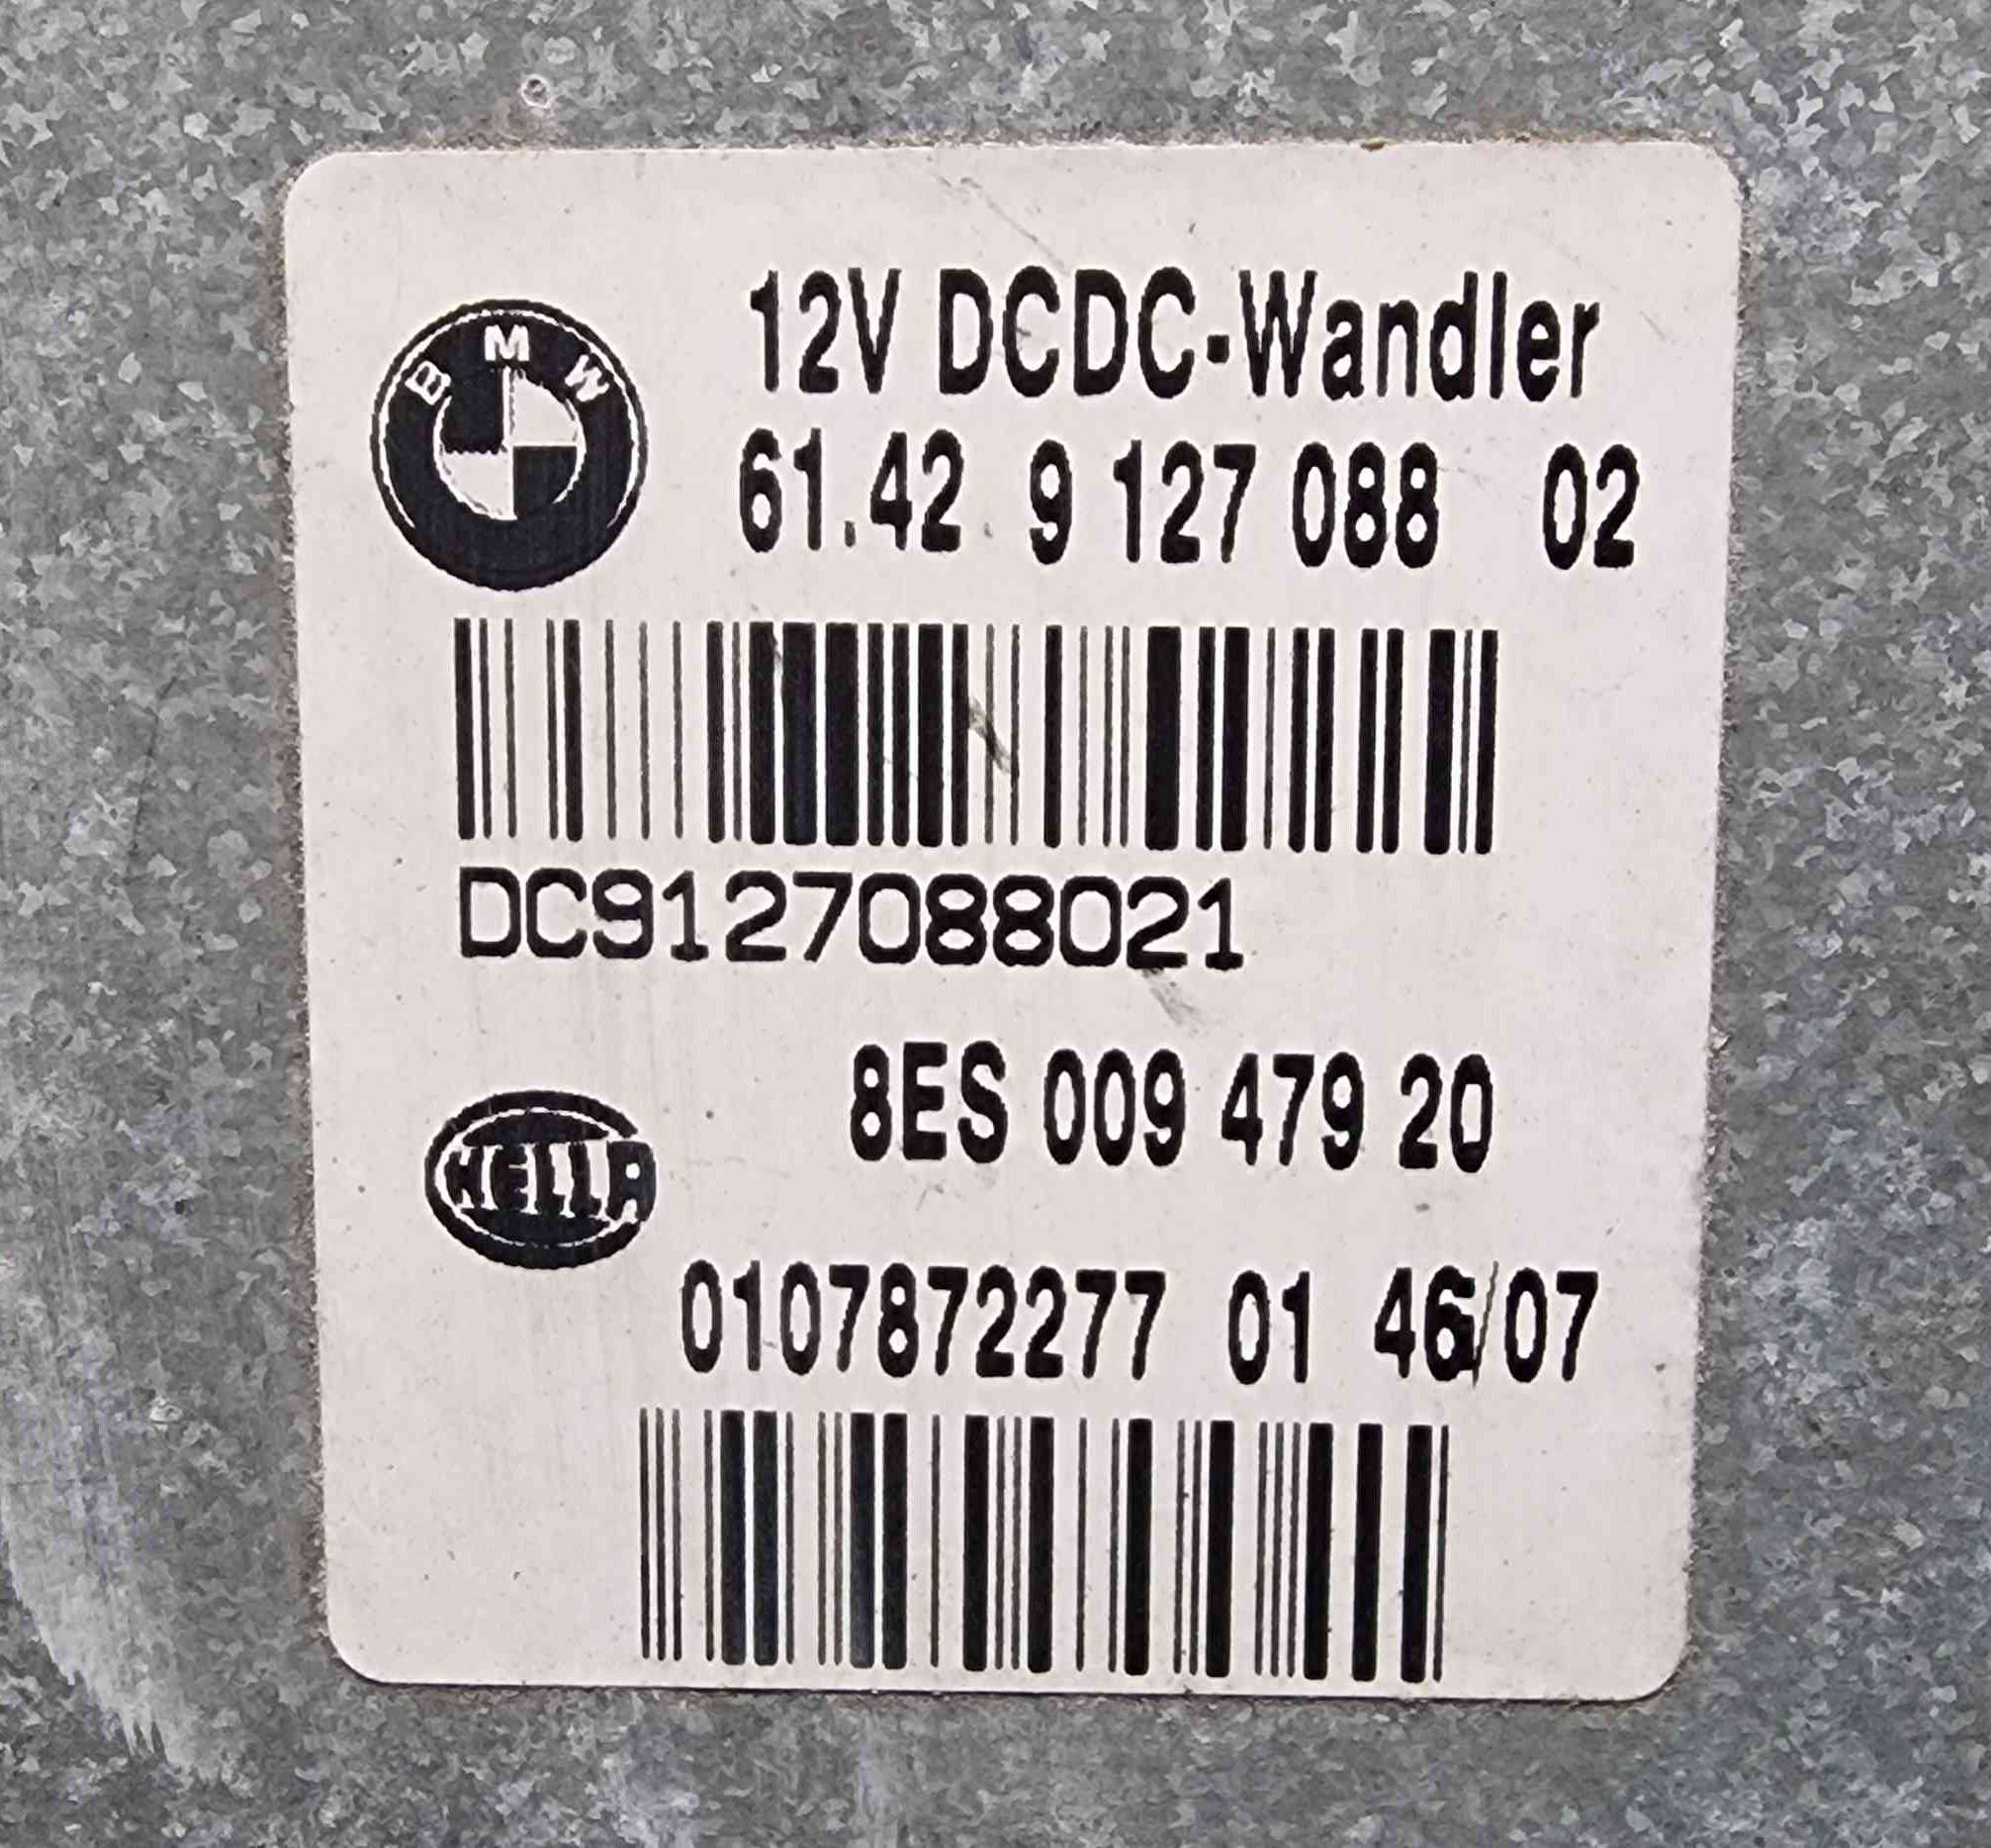 BMW
12V DCDC-Wandler
61.42 9 127 088 02
DC9127088021
8ES 009 479 20
HELLA
0107872277 01 46/07